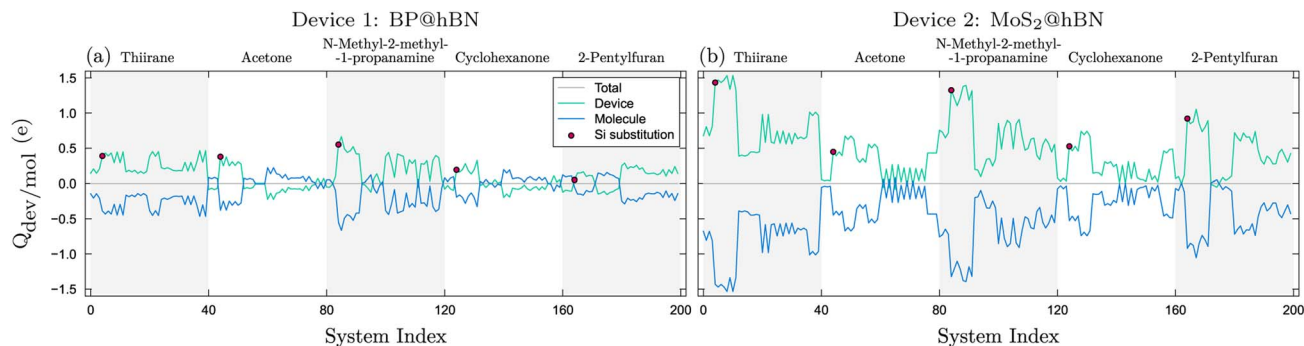 Device 1: BP@hBN
Device 2: MoS₂@hBN
(a)
Thiirane
Acetone
N-Methyl-2-methyl-
-1-propanamine
Cyclohexanone
2-Pentylfuran
(b)
Thiirane
Acetone
N-Methyl-2-methyl-
-1-propanamine
Cyclohexanone
2-Pentylfuran
Q_dev/mol (e)
1.5
1.0
0.5
0.0
−0.5
−1.0
−1.5
Total
Device
Molecule
Si substitution
1.5
1.0
0.5
0.0
−0.5
−1.0
−1.5
0
40
80
120
160
200
0
40
80
120
160
200
System Index
System Index